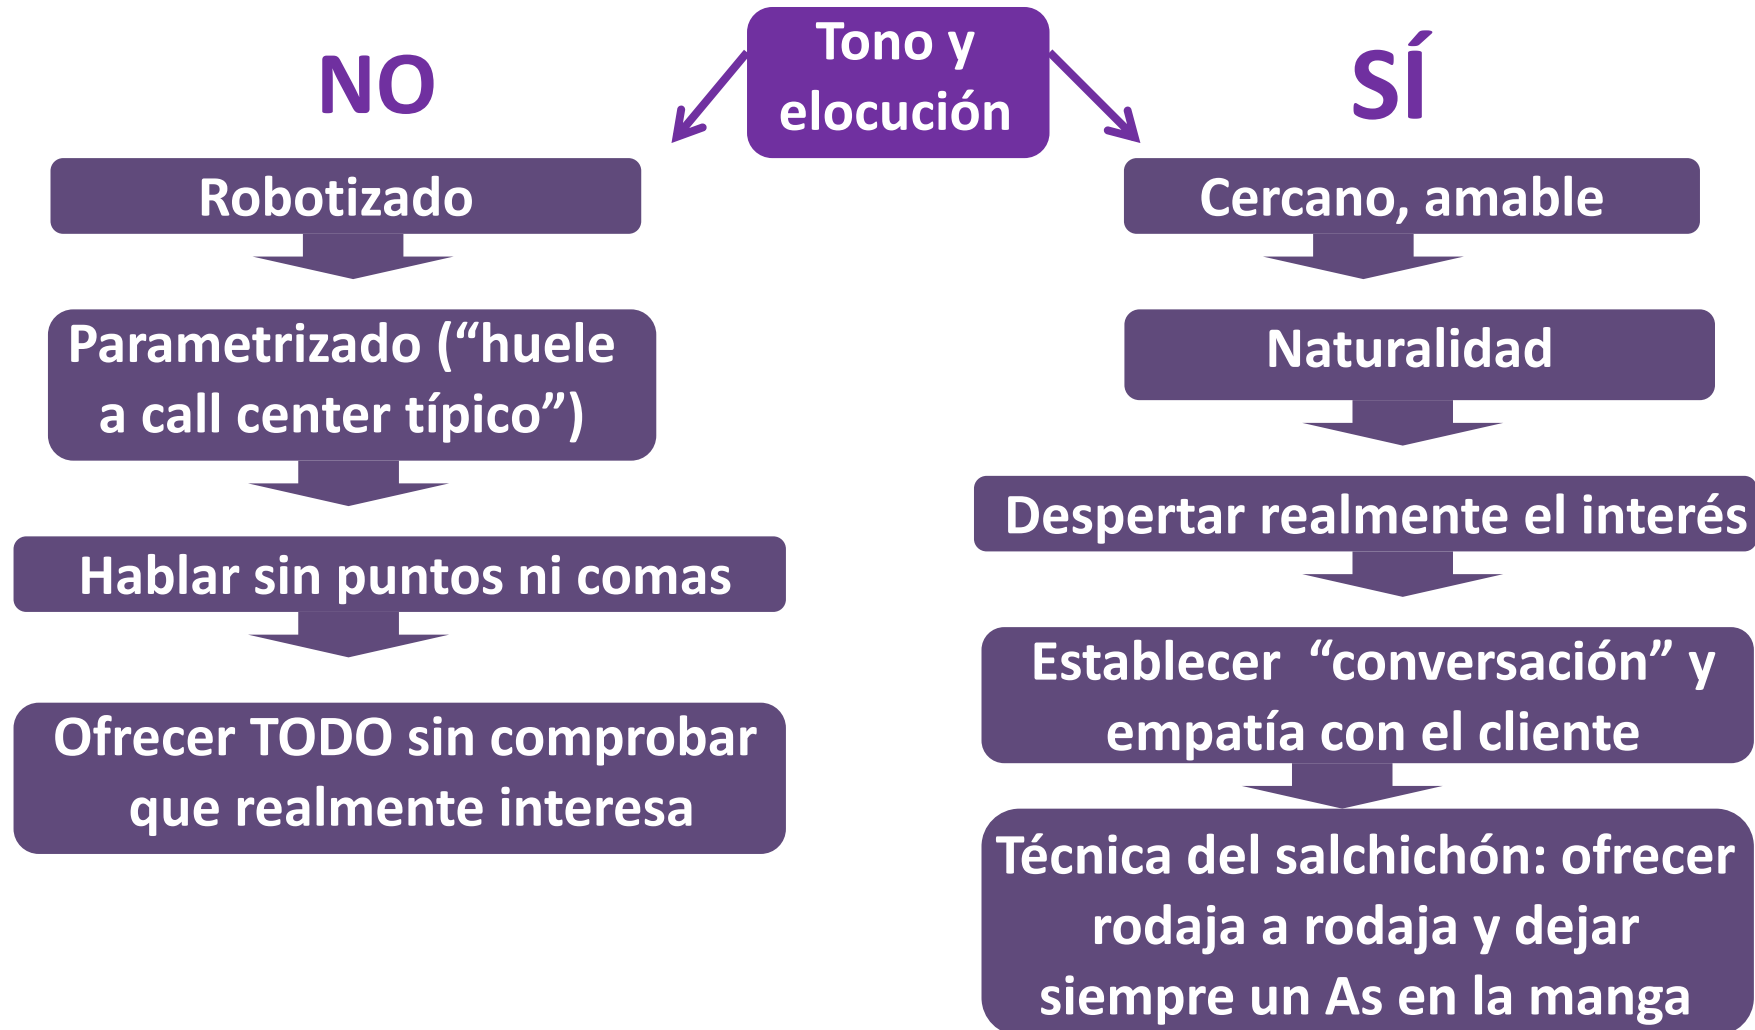 Tono y
elocución
NO
Robotizado
Parametrizado (“huele
a call center típico”)
Hablar sin puntos ni comas
Ofrecer TODO sin comprobar
que realmente interesa
SÍ
Cercano, amable
Naturalidad
Despertar realmente el interés
Establecer “conversación” y
empatía con el cliente
Técnica del salchichón: ofrecer
rodaja a rodaja y dejar
siempre un As en la manga